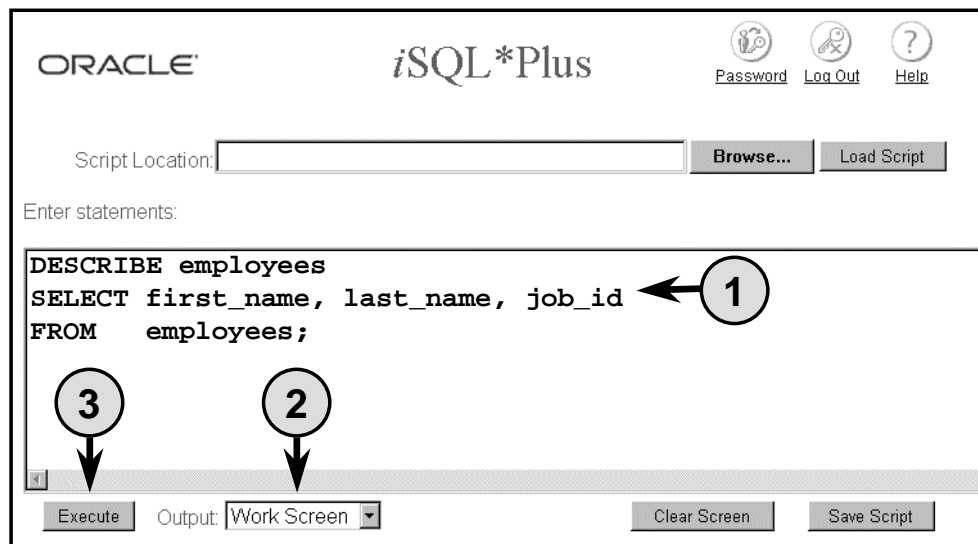 ORACLE
iSQL*Plus
Password Log Out Help
Script Location: Browse... Load Script
Enter statements:
DESCRIBE employees
SELECT first_name, last_name, job_id
FROM employees;
1
3 2
Execute Output: Work Screen Clear Screen Save Script